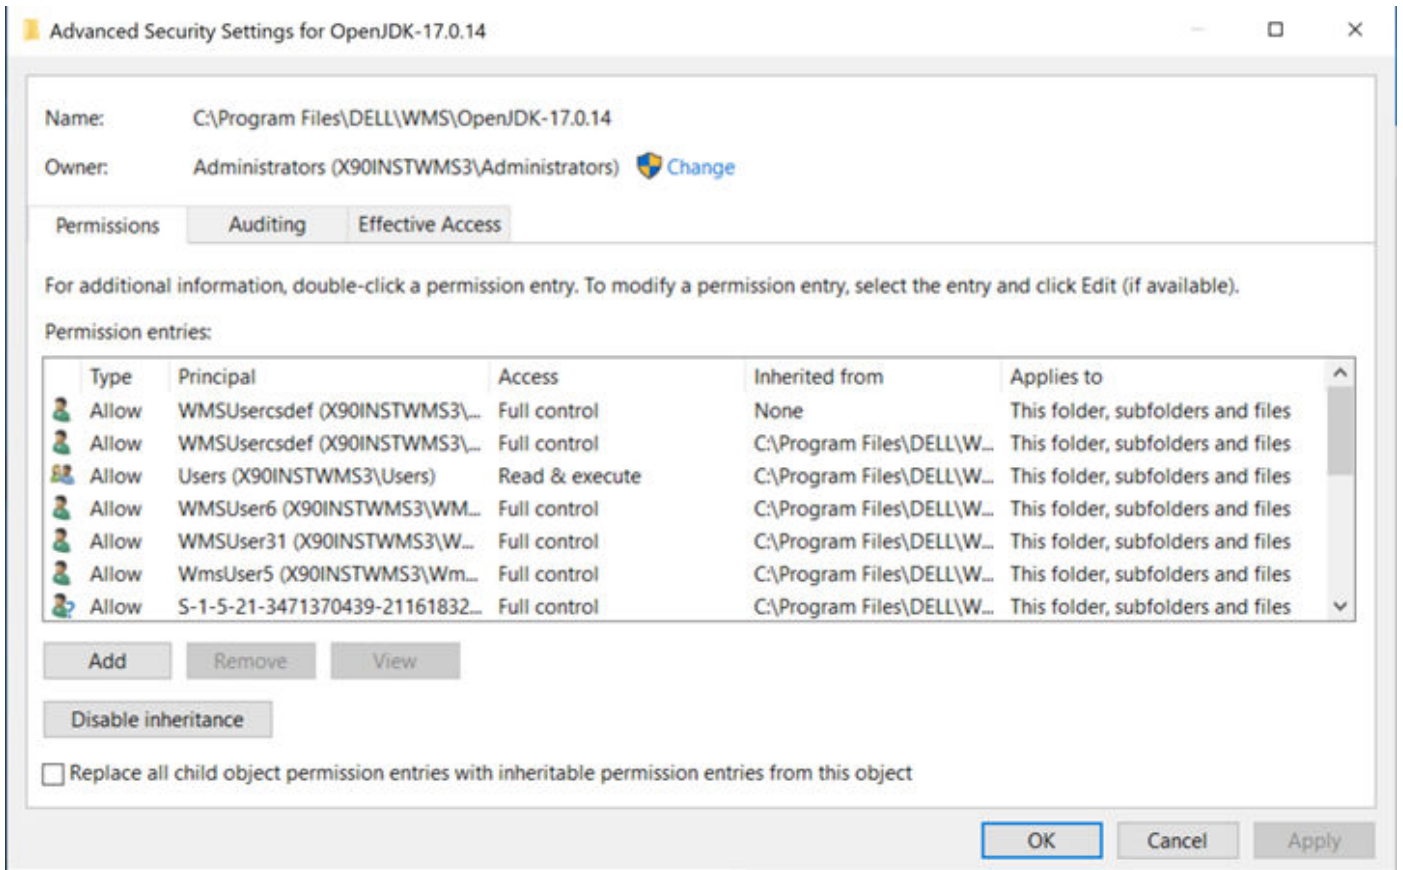 Advanced Security Settings for OpenJDK-17.0.14
Name: C:\Program Files\DELL\WMS\OpenJDK-17.0.14
Owner: Administrators (X90INSTWMS3\Administrators) Change
Permissions Auditing Effective Access
For additional information, double-click a permission entry. To modify a permission entry, select the entry and click Edit (if available).
Permission entries:
Type Principal Access Inherited from Applies to
Allow WMSUsercsdef (X90INSTWMS3\... Full control None This folder, subfolders and files
Allow WMSUsercsdef (X90INSTWMS3\... Full control C:\Program Files\DELL\W... This folder, subfolders and files
Allow Users (X90INSTWMS3\Users) Read & execute C:\Program Files\DELL\W... This folder, subfolders and files
Allow WMSUser6 (X90INSTWMS3\WM... Full control C:\Program Files\DELL\W... This folder, subfolders and files
Allow WMSUser31 (X90INSTWMS3\W... Full control C:\Program Files\DELL\W... This folder, subfolders and files
Allow WmsUser5 (X90INSTWMS3\Wm... Full control C:\Program Files\DELL\W... This folder, subfolders and files
Allow S-1-5-21-3471370439-21161832... Full control C:\Program Files\DELL\W... This folder, subfolders and files
Add Remove View
Disable inheritance
Replace all child object permission entries with inheritable permission entries from this object
OK Cancel Apply